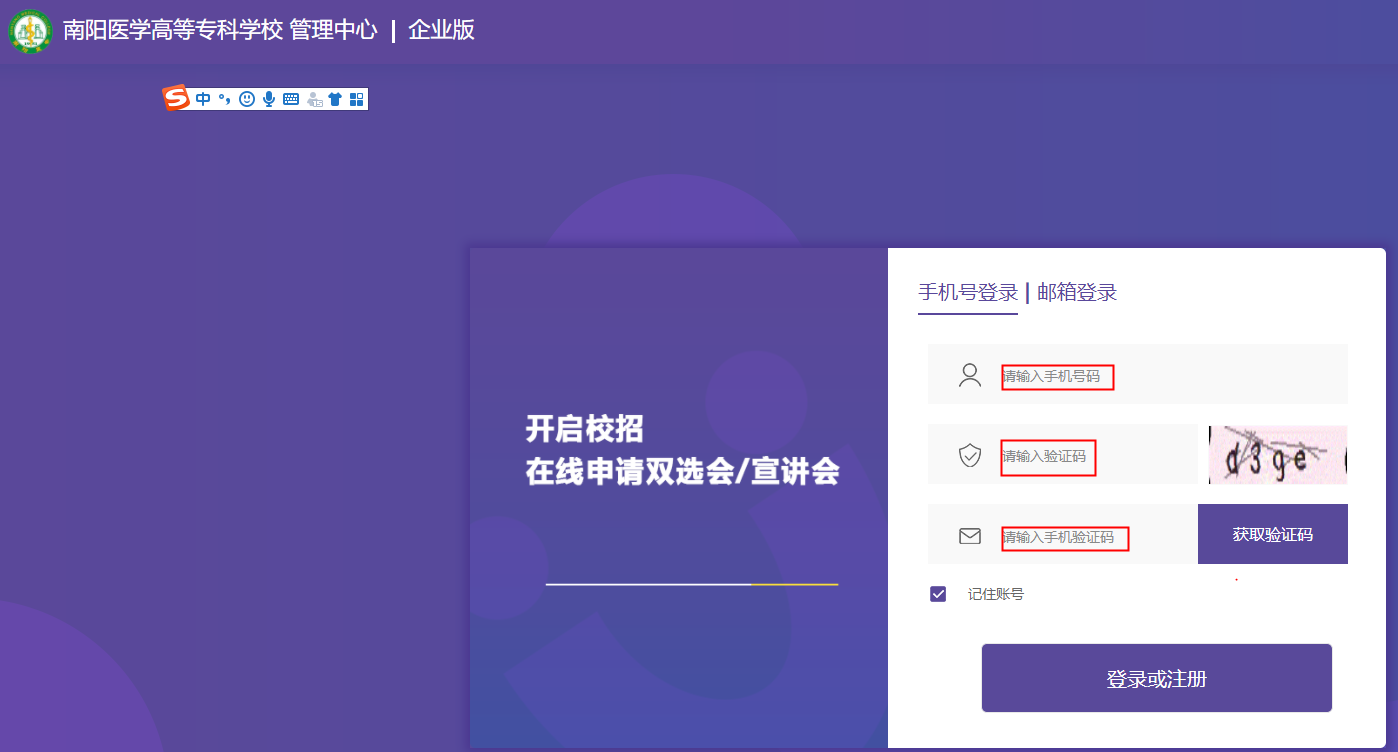 南阳医学高等专科学校 管理中心 | 企业版
中
手机号登录 | 邮箱登录
请输入手机号码
开启校招
在线申请双选会/宣讲会
请输入验证码
d3ge
请输入手机验证码
获取验证码
记住账号
登录或注册